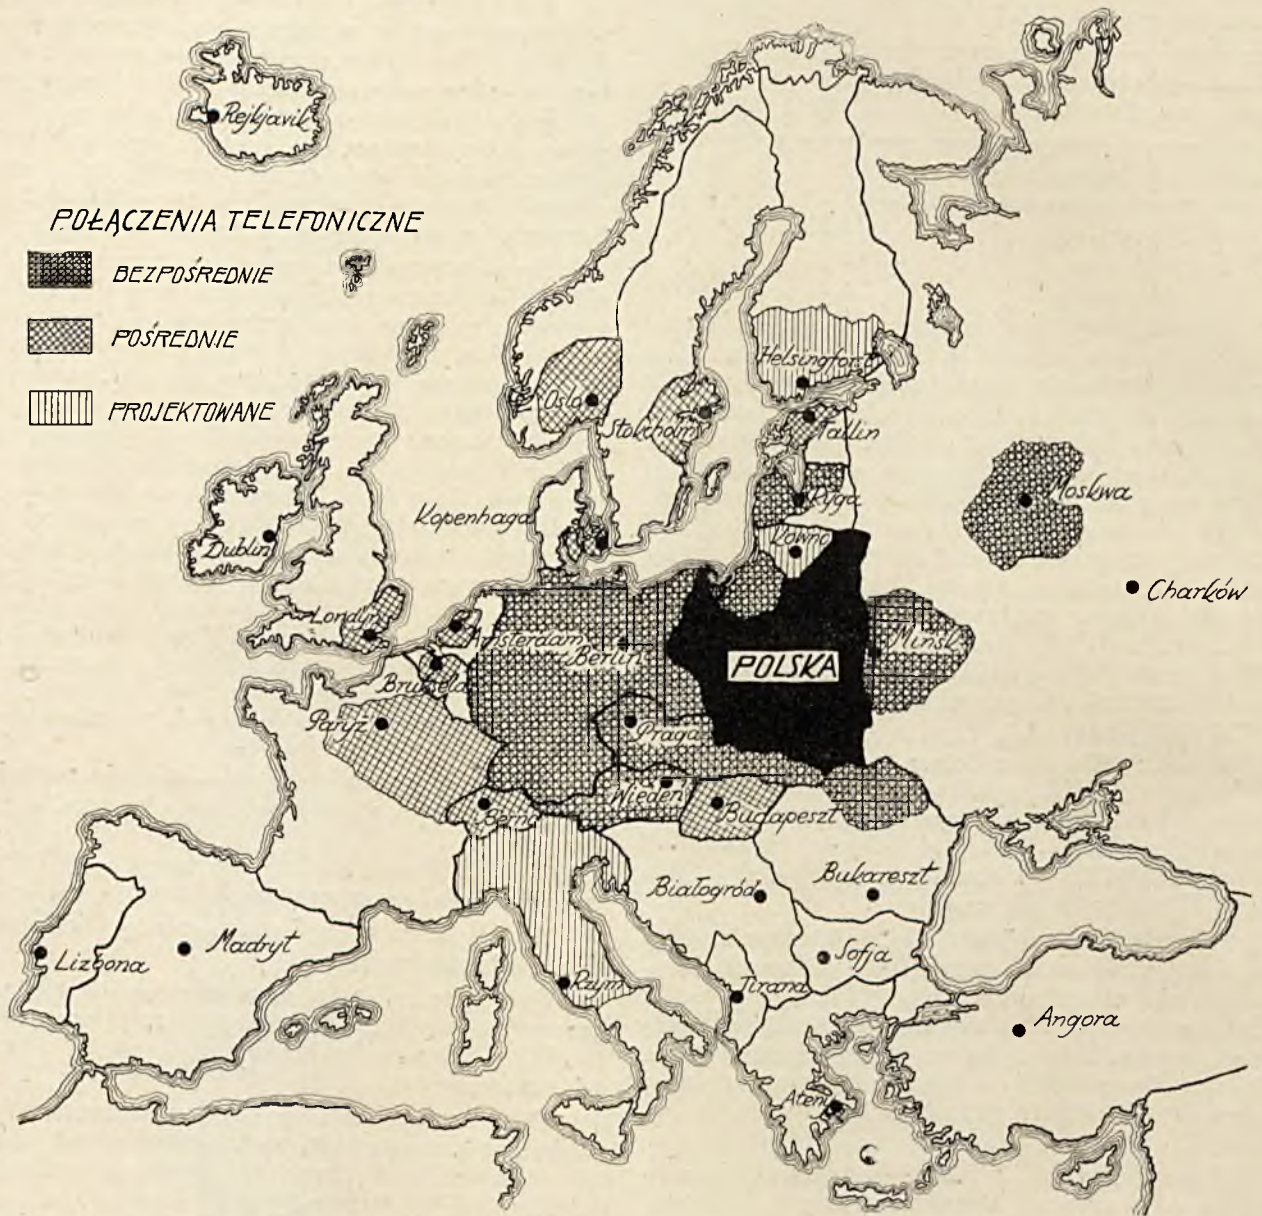 Rejkjavik
POŁĄCZENIA TELEFONICZNE
BEZPOŚREDNIE
POŚREDNIE
PROJEKTOWANE
Helsingfors
Oslo
Stokholm
Tallin
Ryga
Moskwa
Kopenhaga
Dublin
Kowno
Charków
Londyn
Amsterdam
Berlin
Mińsk
POLSKA
Bruksela
Paryż
Praga
Wiedeń
Bern
Budapeszt
Białogród
Bukareszt
Madryt
Lizbona
Sofja
Rzym
Tirana
Angora
Ateny